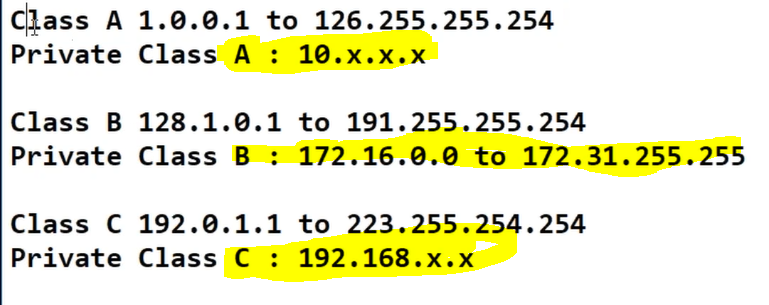 Class A 1.0.0.1 to 126.255.255.254
Private Class A : 10.x.x.x
Class B 128.1.0.1 to 191.255.255.254
Private Class B : 172.16.0.0 to 172.31.255.255
Class C 192.0.1.1 to 223.255.254.254
Private Class C : 192.168.x.x